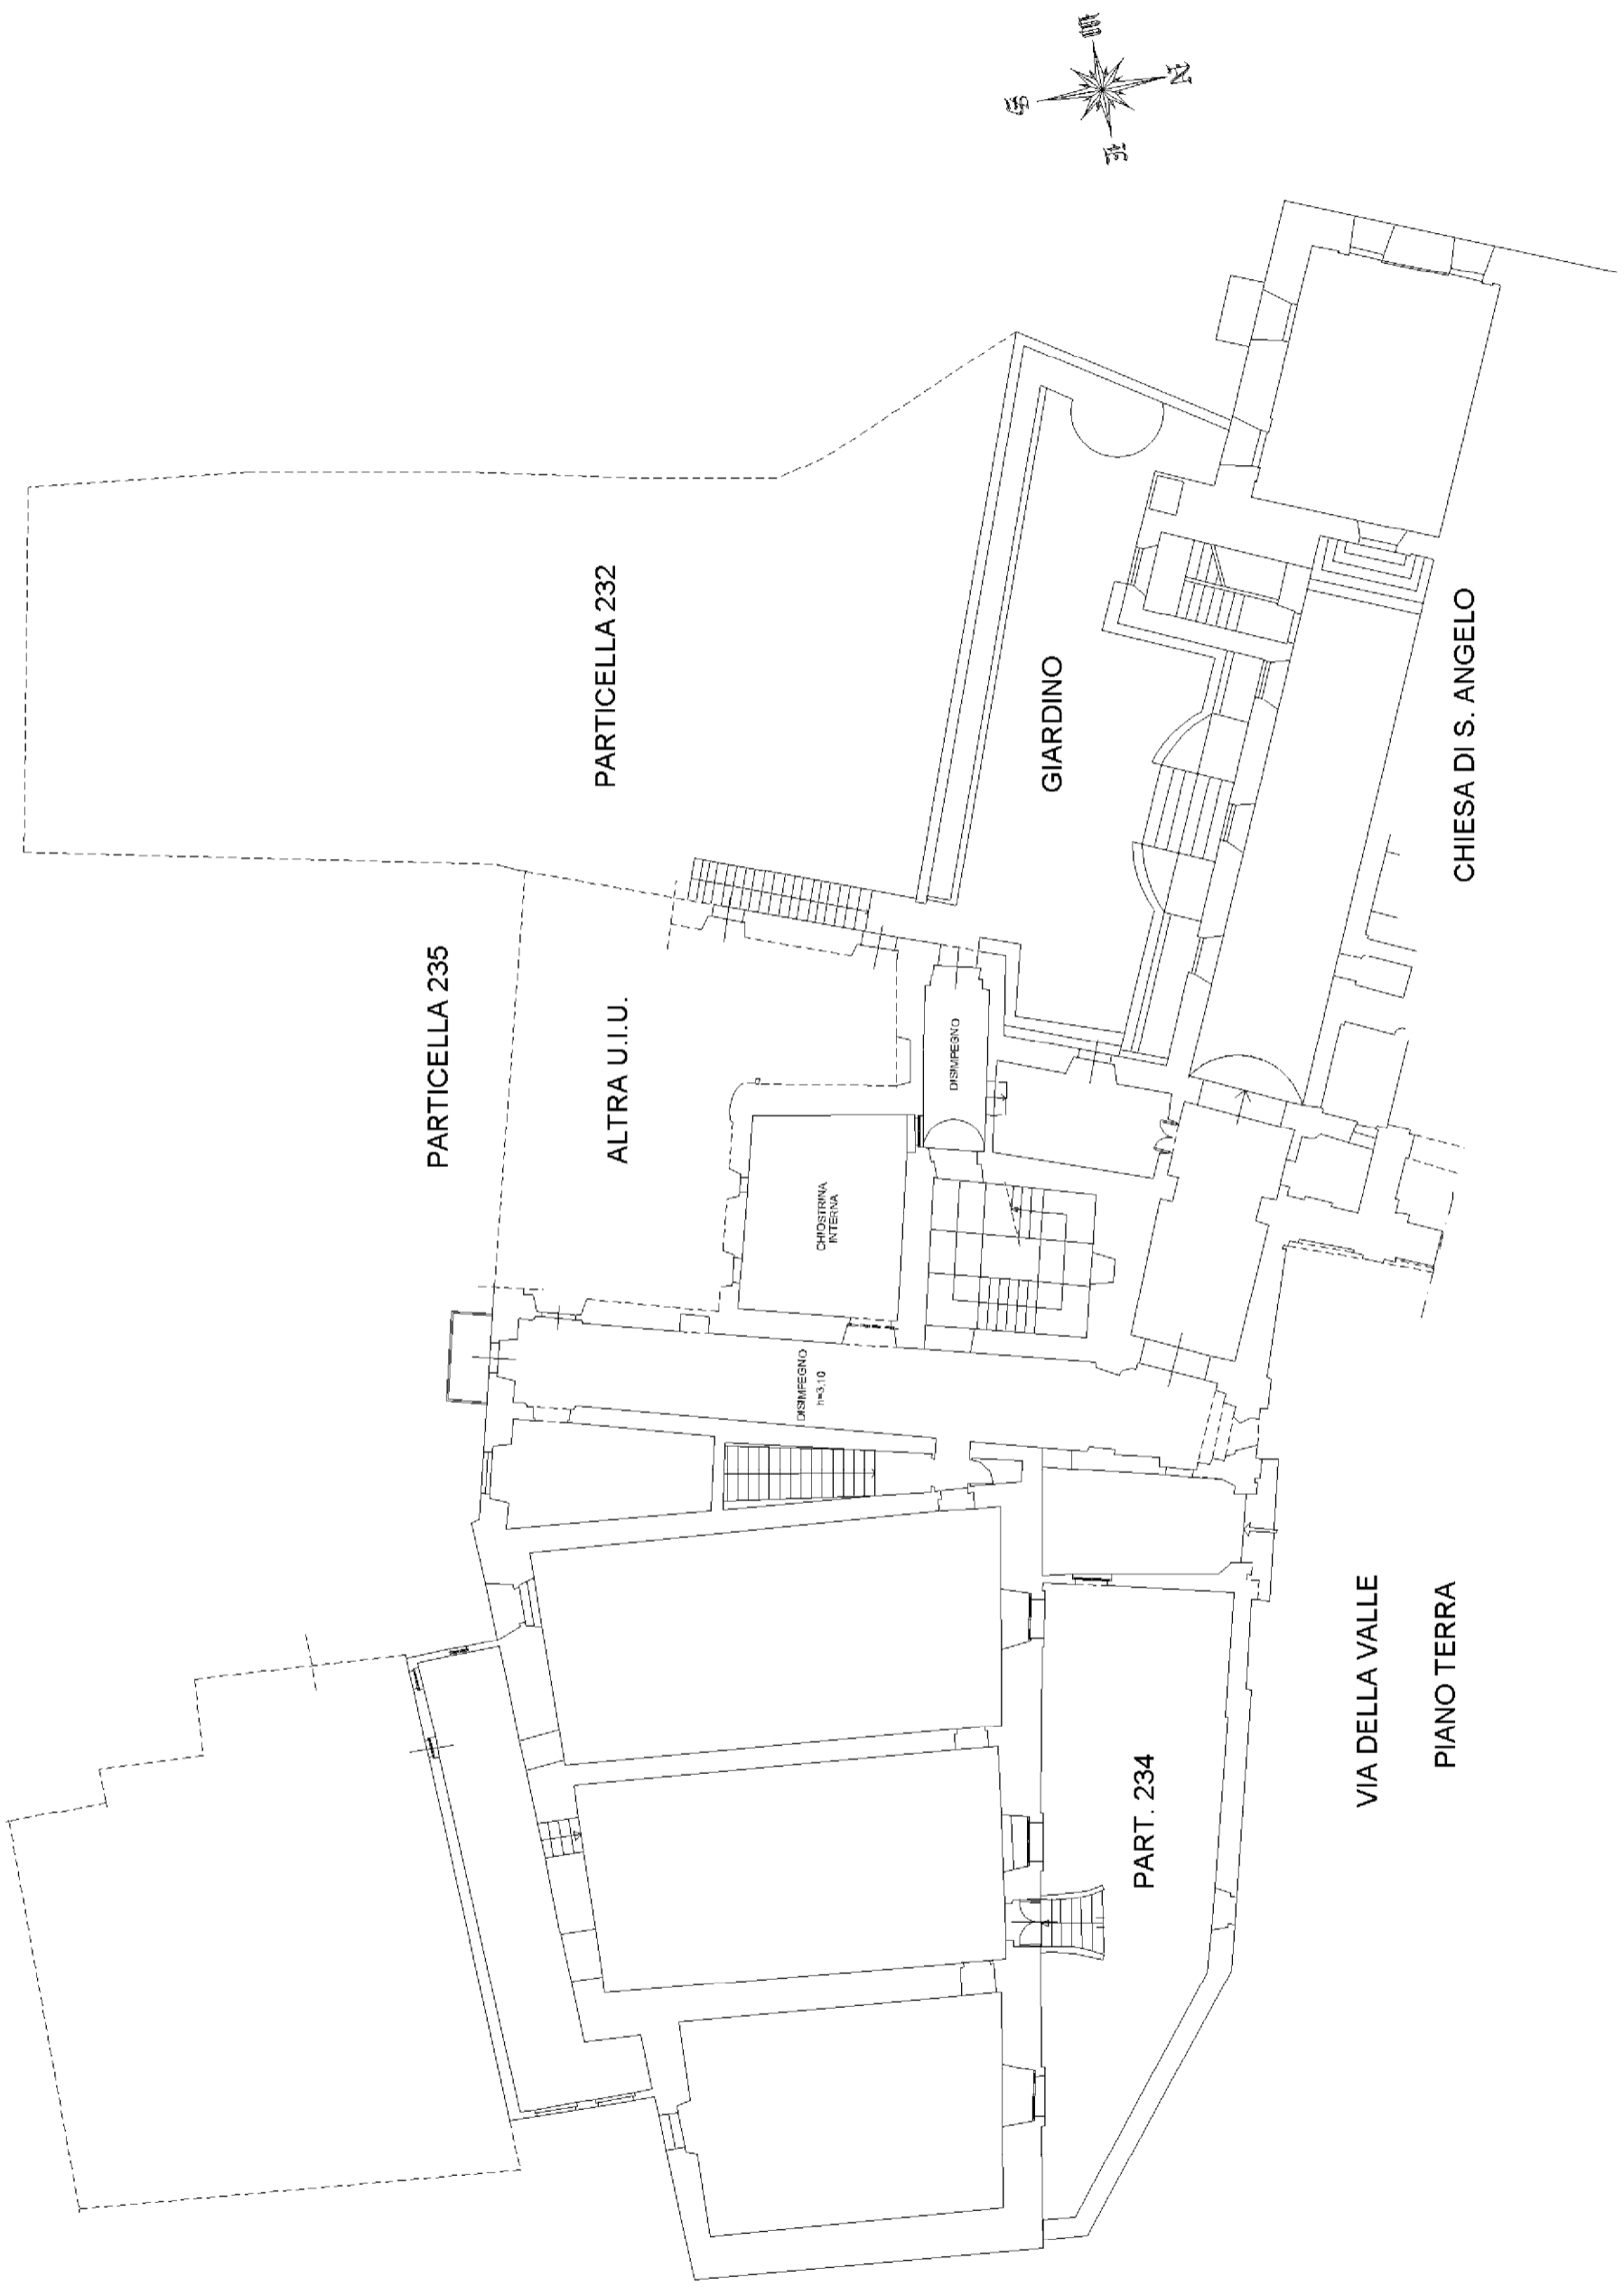 PARTICELLA 235
PARTICELLA 232
ALTRA U.I.U.
DISIMPEGNO
h=3,10
CHIOSTRINA
INTERNA
DISIMPEGNO
GIARDINO
S
E
W
N
PART. 234
VIA DELLA VALLE
PIANO TERRA
CHIESA DI S. ANGELO